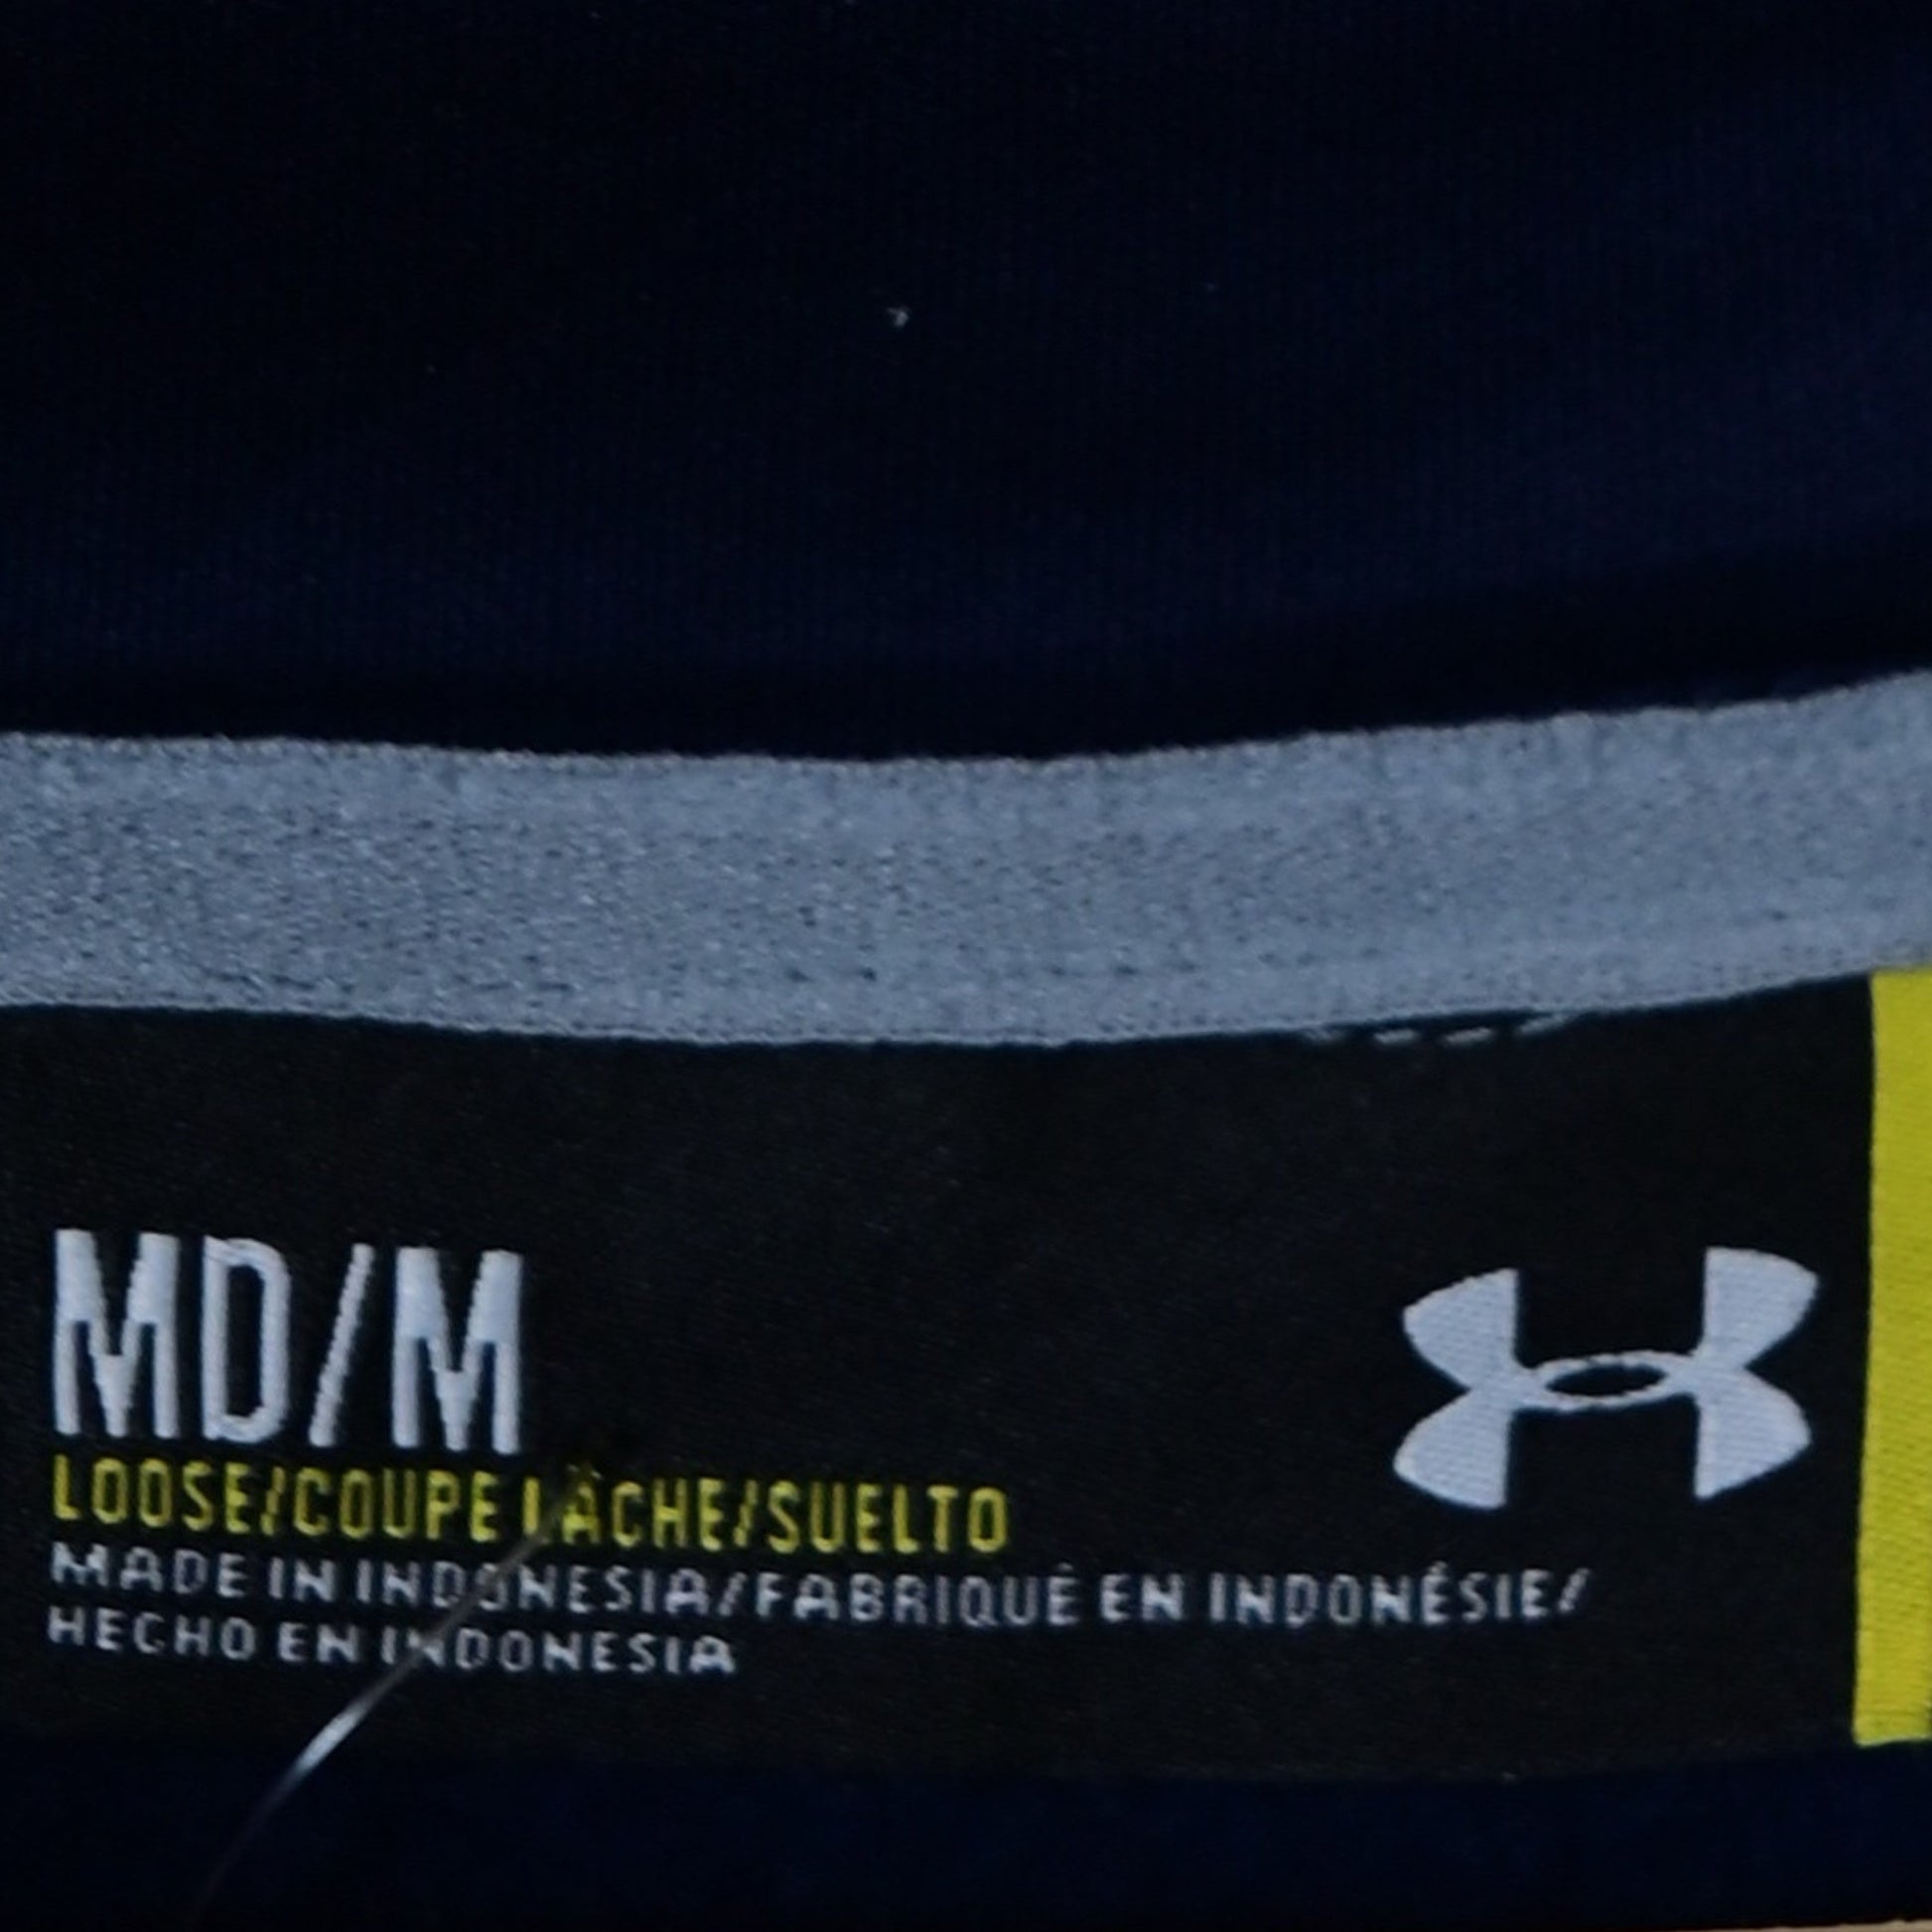 MD/M
LOOSE/COUPE LÂCHE/SUELTO
MADE IN INDONESIA/FABRIQUÉ EN INDONÉSIE/
HECHO EN INDONESIA